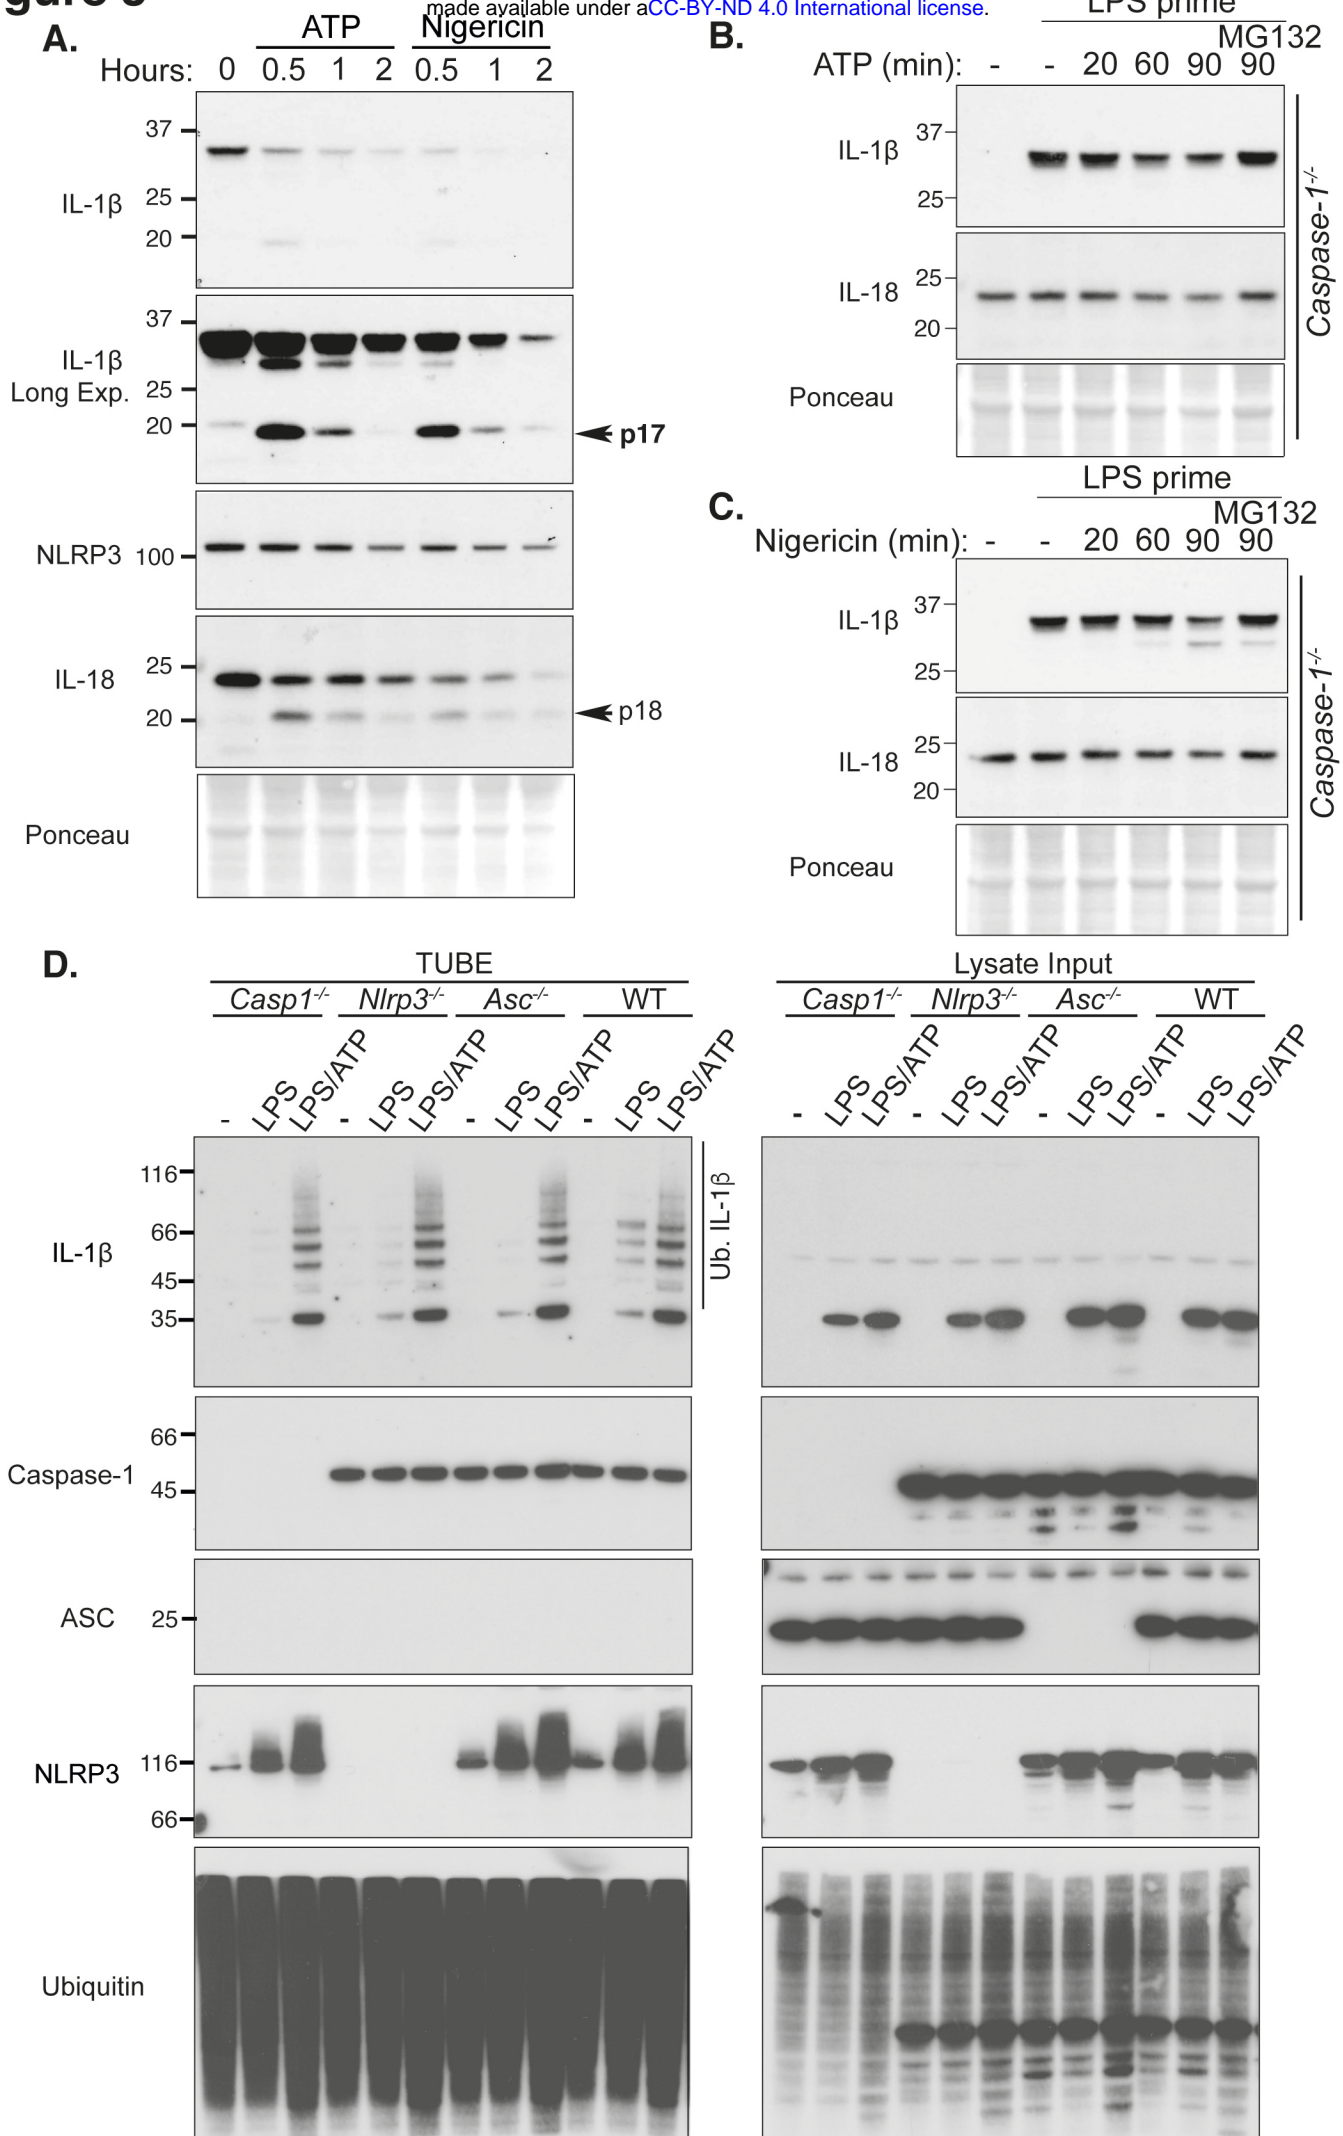 made available under aCC-BY-ND 4.0 International license.
A.
ATP Nigericin
Hours: 0 0.5 1 2 0.5 1 2
37
IL-1β
25
20
37
IL-1β
Long Exp.
25
20
p17
NLRP3 100
25
IL-18
20
p18
Ponceau
B.
LPS prime
MG132
ATP (min): - - 20 60 90 90
37
IL-1β
25
25
IL-18
20
Ponceau
Caspase-1-/-
C.
LPS prime
MG132
Nigericin (min): - - 20 60 90 90
37
IL-1β
25
25
IL-18
20
Ponceau
Caspase-1-/-
D.
TUBE Lysate Input
Casp1-/- Nlrp3-/- Asc-/- WT Casp1-/- Nlrp3-/- Asc-/- WT
- LPS LPS/ATP - LPS LPS/ATP - LPS LPS/ATP - LPS LPS/ATP - LPS LPS/ATP - LPS LPS/ATP - LPS LPS/ATP - LPS LPS/ATP
116
66
IL-1β
45
35
Ub. IL-1β
66
Caspase-1
45
ASC 25
116
NLRP3
66
Ubiquitin